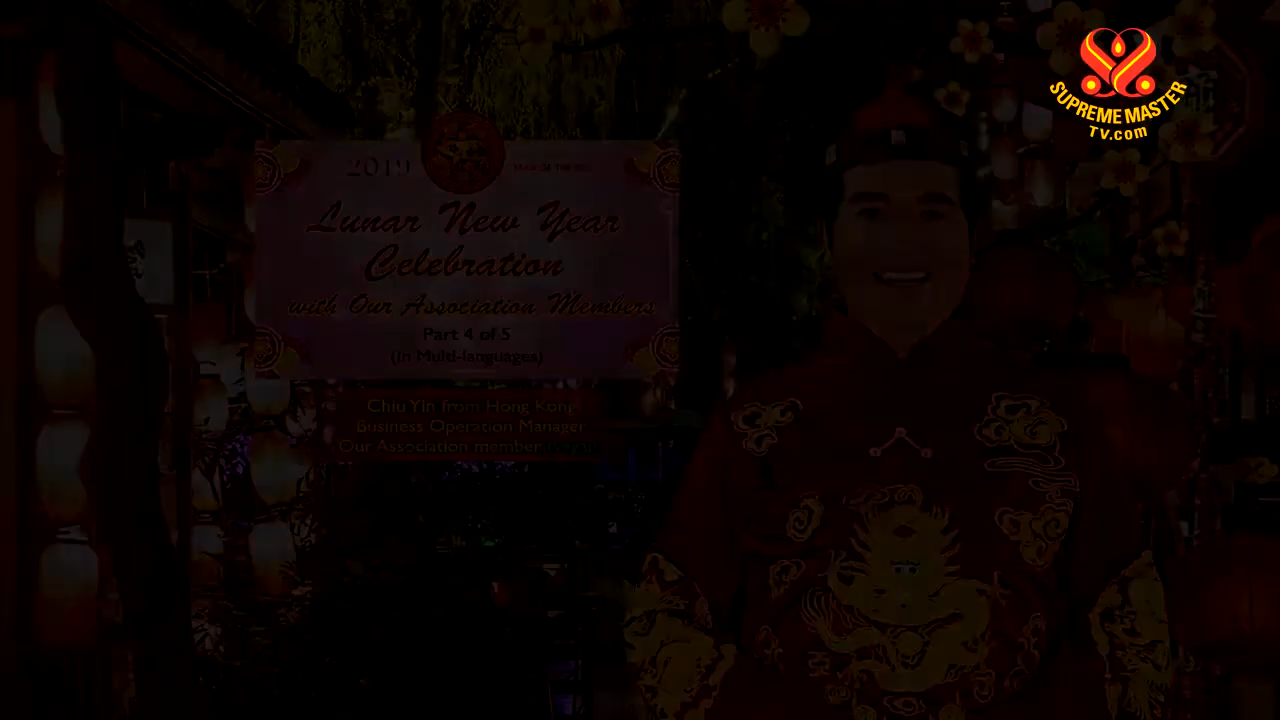 SUPREME MASTER
TV.com
2019
Lunar New Year
Celebration
with Our Association Members
Part 4 of 5
(In Multi-languages)
Chiu Yin from Hong Kong
Business Operation Manager
Our Association member